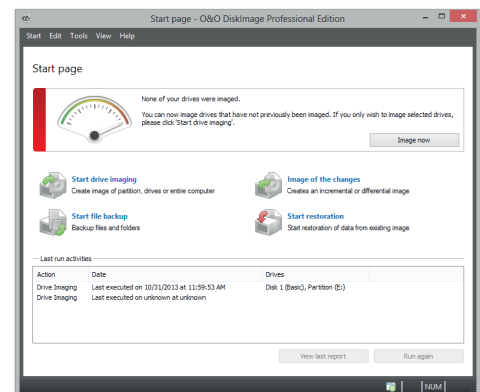 Start page - O&O DiskImage Professional Edition
Start Edit Tools View Help
Start page
None of your drives were imaged.
You can now image drives that have not previously been imaged. If you only wish to image selected drives,
please click 'Start drive imaging'.
Image now
Start drive imaging
Create image of partition, drives or entire computer
Image of the changes
Creates an incremental or differential image
Start file backup
Backup files and folders
Start restoration
Start restoration of data from existing image
Last run activities
Action Date Drives
Drive Imaging Last executed on 10/31/2013 at 11:59:53 AM Disk 1 (Basic), Partition (E:)
Drive Imaging Last executed on unknown at unknown
View last report Run again
NUM